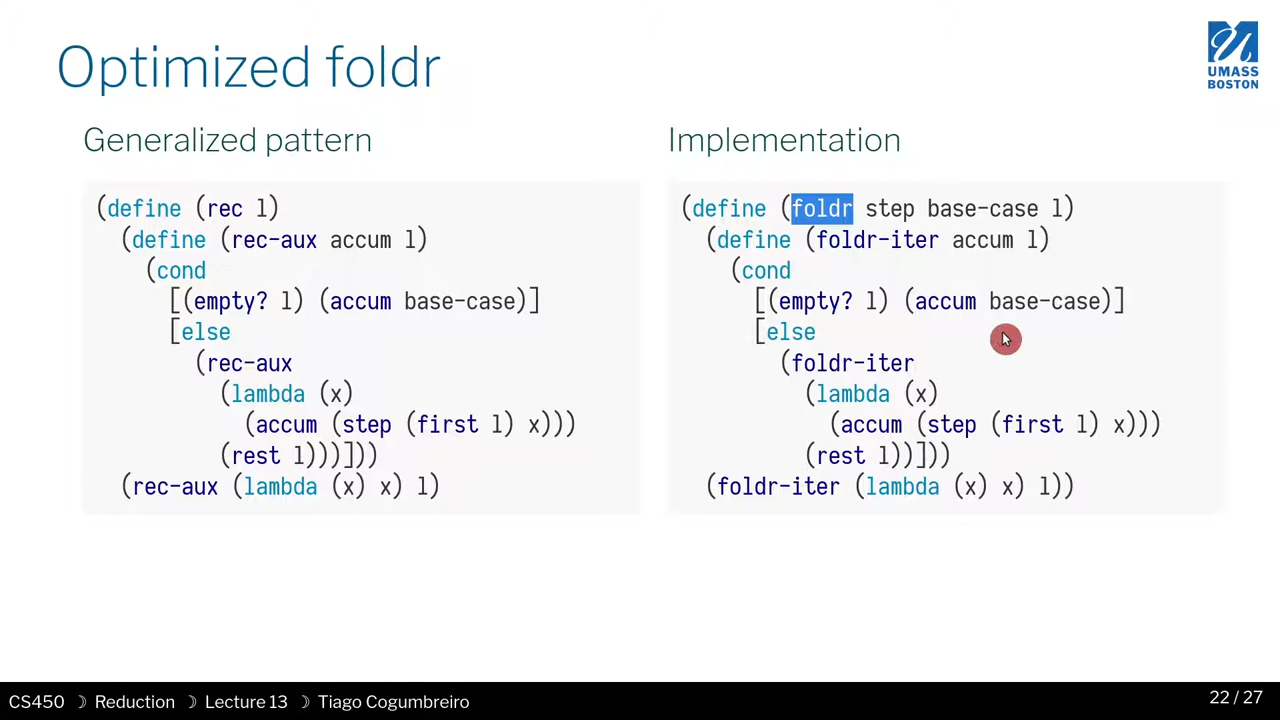 Optimized foldr
UMASS
BOSTON
Generalized pattern
(define (rec l)
  (define (rec-aux accum l)
    (cond
      [(empty? l) (accum base-case)]
      [else
        (rec-aux
          (lambda (x)
            (accum (step (first l) x)))
          (rest l)))]))
  (rec-aux (lambda (x) x) l)
Implementation
(define (foldr step base-case l)
  (define (foldr-iter accum l)
    (cond
      [(empty? l) (accum base-case)]
      [else
        (foldr-iter
          (lambda (x)
            (accum (step (first l) x)))
          (rest l))]))
  (foldr-iter (lambda (x) x) l))
CS450 ☽ Reduction ☽ Lecture 13 ☽ Tiago Cogumbreiro
22 / 27